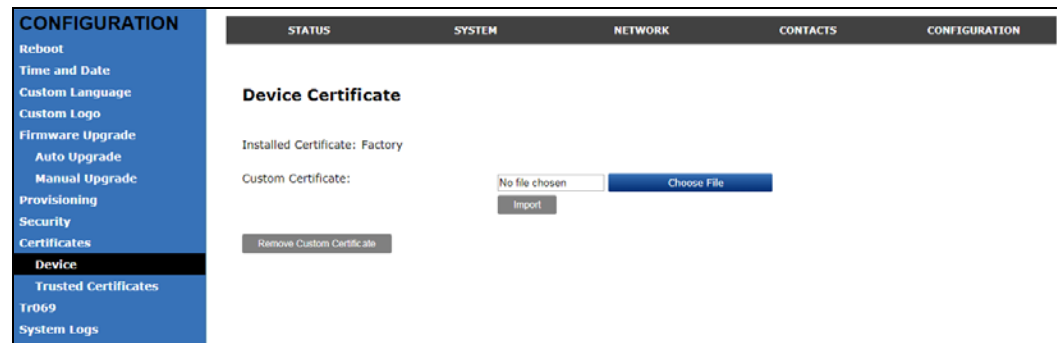 CONFIGURATION
Reboot
Time and Date
Custom Language
Custom Logo
Firmware Upgrade
Auto Upgrade
Manual Upgrade
Provisioning
Security
Certificates
Device
Trusted Certificates
Tr069
System Logs
STATUS SYSTEM NETWORK CONTACTS CONFIGURATION
Device Certificate
Installed Certificate: Factory
Custom Certificate: No file chosen Choose File
Import
Remove Custom Certificate